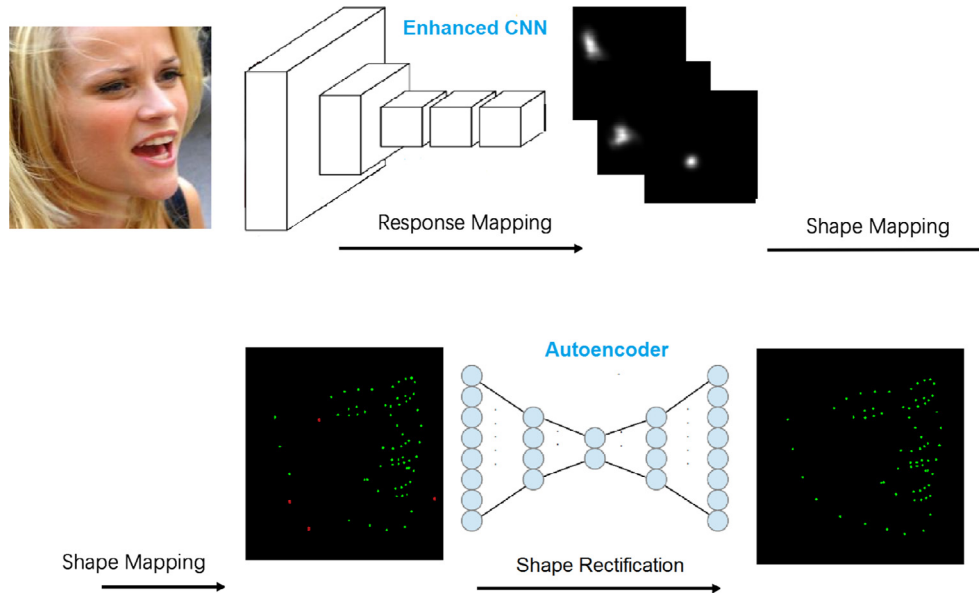 Enhanced CNN
Response Mapping
Shape Mapping
Autoencoder
Shape Mapping
Shape Rectification